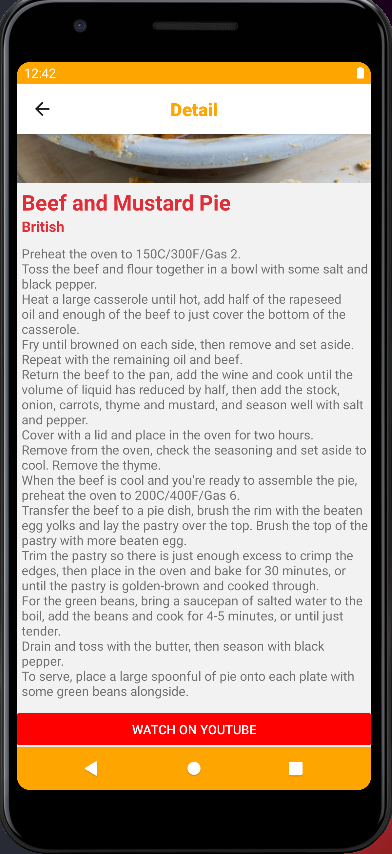 12:42
Detail
Beef and Mustard Pie
British
Preheat the oven to 150C/300F/Gas 2.
Toss the beef and flour together in a bowl with some salt and
black pepper.
Heat a large casserole until hot, add half of the rapeseed
oil and enough of the beef to just cover the bottom of the
casserole.
Fry until browned on each side, then remove and set aside.
Repeat with the remaining oil and beef.
Return the beef to the pan, add the wine and cook until the
volume of liquid has reduced by half, then add the stock,
onion, carrots, thyme and mustard, and season well with salt
and pepper.
Cover with a lid and place in the oven for two hours.
Remove from the oven, check the seasoning and set aside to
cool. Remove the thyme.
When the beef is cool and you're ready to assemble the pie,
preheat the oven to 200C/400F/Gas 6.
Transfer the beef to a pie dish, brush the rim with the beaten
egg yolks and lay the pastry over the top. Brush the top of the
pastry with more beaten egg.
Trim the pastry so there is just enough excess to crimp the
edges, then place in the oven and bake for 30 minutes, or
until the pastry is golden-brown and cooked through.
For the green beans, bring a saucepan of salted water to the
boil, add the beans and cook for 4-5 minutes, or until just
tender.
Drain and toss with the butter, then season with black
pepper.
To serve, place a large spoonful of pie onto each plate with
some green beans alongside.
WATCH ON YOUTUBE